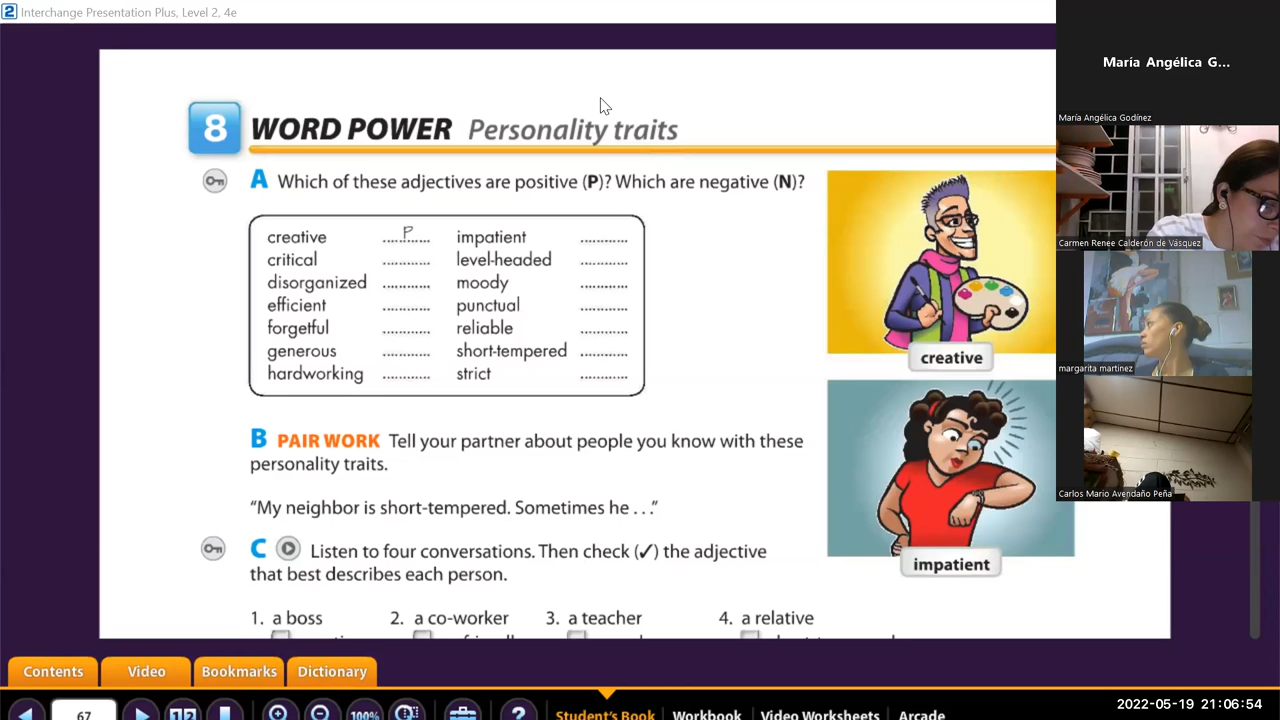 Interchange Presentation Plus, Level 2, 4e
María Angélica G...
María Angélica Godínez
8 WORD POWER Personality traits
A Which of these adjectives are positive (P)? Which are negative (N)?
creative ....P.... impatient ............
critical ............ level-headed ............
disorganized ............ moody ............
efficient ............ punctual ............
forgetful ............ reliable ............
generous ............ short-tempered ............
hardworking ............ strict ............
creative
Carmen Renee Calderón de Vásquez
margarita martinez
Carlos Mario Avendaño Peña
B PAIR WORK Tell your partner about people you know with these
personality traits.
"My neighbor is short-tempered. Sometimes he . . ."
impatient
C Listen to four conversations. Then check (✓) the adjective
that best describes each person.
1. a boss 2. a co-worker 3. a teacher 4. a relative
Contents Video Bookmarks Dictionary
67 1 2 100% ? Student's Book Workbook Video Worksheets Arcade
2022-05-19 21:06:54